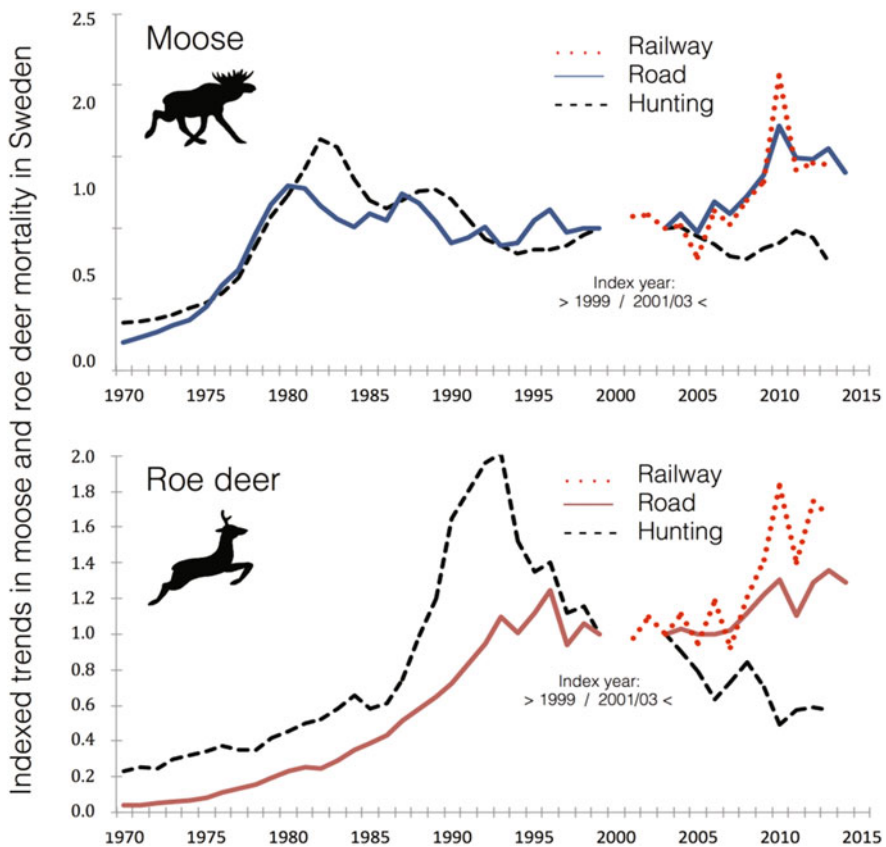 Indexed trends in moose and roe deer mortality in Sweden
Moose
2.5
2.0
1.0
0.5
0.0
Railway
Road
Hunting
Index year:
> 1999 / 2001/03 <
1970 1975 1980 1985 1990 1995 2000 2005 2010 2015
Roe deer
2.0
1.8
1.6
1.4
1.2
1.0
0.8
0.6
0.4
0.2
0.0
Railway
Road
Hunting
Index year:
> 1999 / 2001/03 <
1970 1975 1980 1985 1990 1995 2000 2005 2010 2015